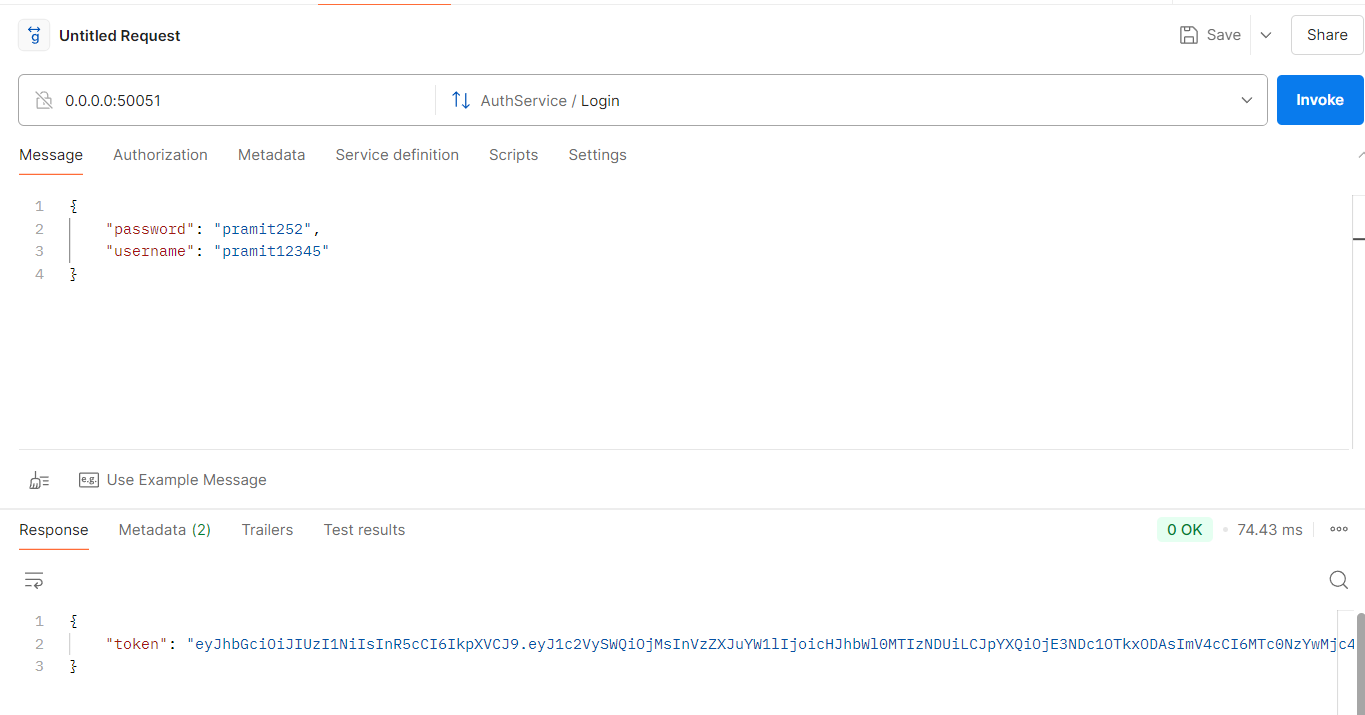 g Untitled Request Save Share
0.0.0.0:50051 AuthService / Login Invoke
Message Authorization Metadata Service definition Scripts Settings
1 {
2 "password": "pramit252",
3 "username": "pramit12345"
4 }
e.g. Use Example Message
Response Metadata (2) Trailers Test results 0 OK 74.43 ms
1 {
2 "token": "eyJhbGciOiJIUzI1NiIsInR5cCI6IkpXVCJ9.eyJ1c2VySWQiOjMsInVzZXJuYW1lIjoicHJhbWl0MTIzNDUiLCJpYXQiOjE3NDc1OTkxODAsImV4cCI6MTc0NzYwMjc4
3 }